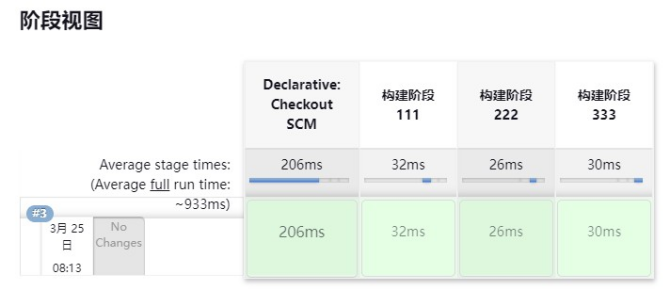 阶段视图
Declarative:
Checkout
SCM
构建阶段
111
构建阶段
222
构建阶段
333
Average stage times:
(Average full run time:
~933ms)
206ms
32ms
26ms
30ms
#3
3月 25
日
08:13
No
Changes
206ms
32ms
26ms
30ms